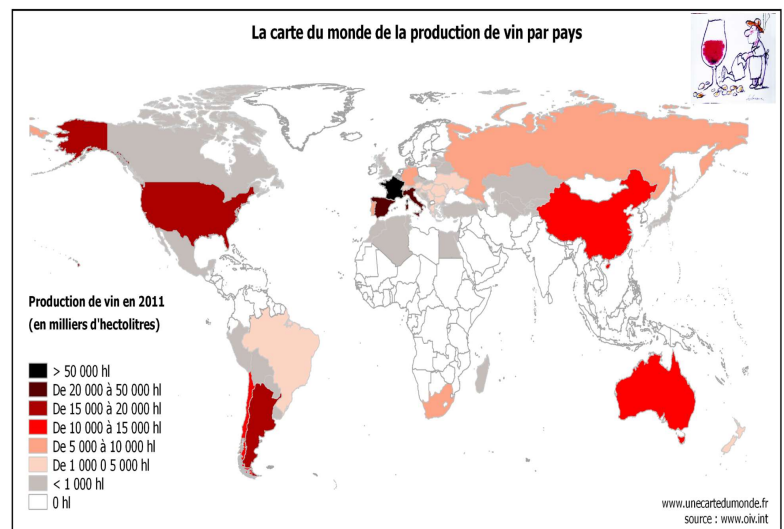 La carte du monde de la production de vin par pays
Production de vin en 2011
(en milliers d'hectolitres)
> 50 000 hl
De 20 000 à 50 000 hl
De 15 000 à 20 000 hl
De 10 000 à 15 000 hl
De 5 000 à 10 000 hl
De 1 000 0 5 000 hl
< 1 000 hl
0 hl
www.unecartedumonde.fr
source : www.oiv.int